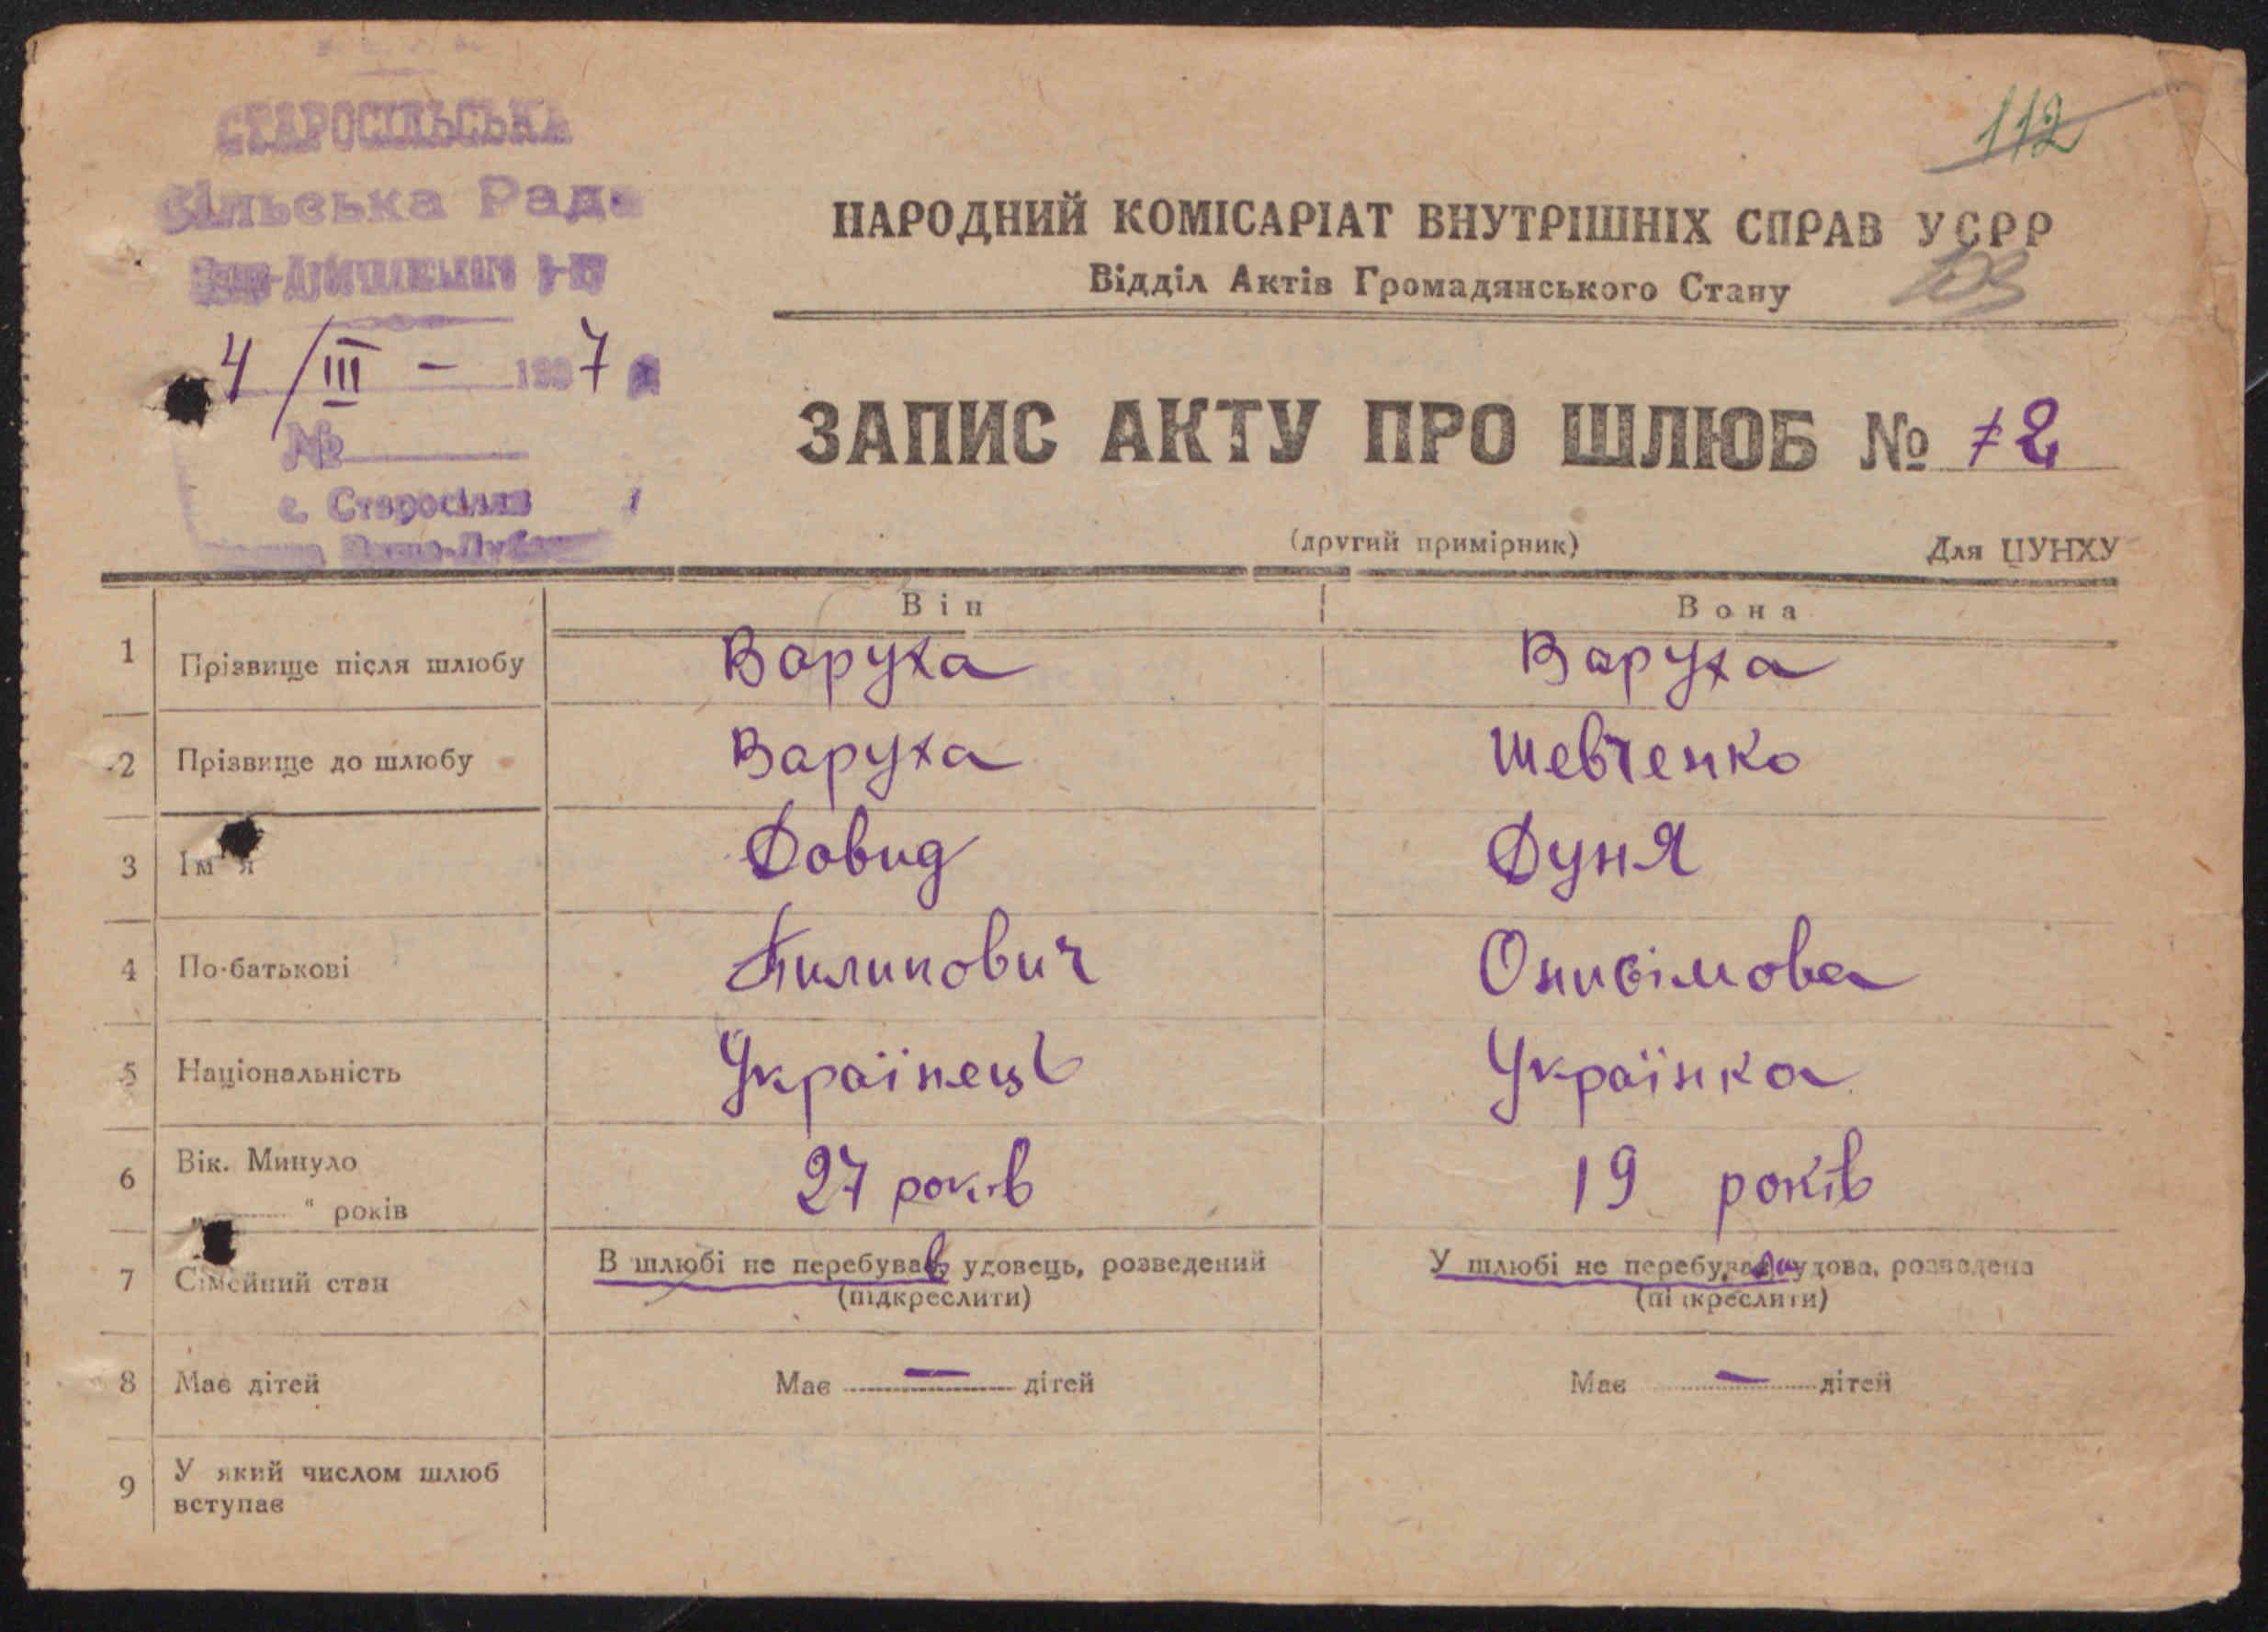 СТАРОСІЛЬСЬКА
Сільська Рада
4/III - 1937
№
с. Старосілля
112
НАРОДНИЙ КОМІСАРІАТ ВНУТРІШНІХ СПРАВ УСРР
Відділ Актів Громадянського Стану
103
ЗАПИС АКТУ ПРО ШЛЮБ № 12
(другий примірник) Для ЦУНХУ
Він Вона
1 Прізвище після шлюбу Варуха Варуха
2 Прізвище до шлюбу Варуха Шевченко
3 Ім'я Довид Дуня
4 По-батькові Пилипович Онисімова
5 Національність Українець Українка
6 Вік. Минуло
„ “ років 27 років 19 років
7 Сімейний стан В шлюбі не перебував, удовець, розведений У шлюбі не перебувала удова, розведена
(підкреслити) (підкреслити)
8 Має дітей Має — дітей Має — дітей
9 У який числом шлюб
вступає